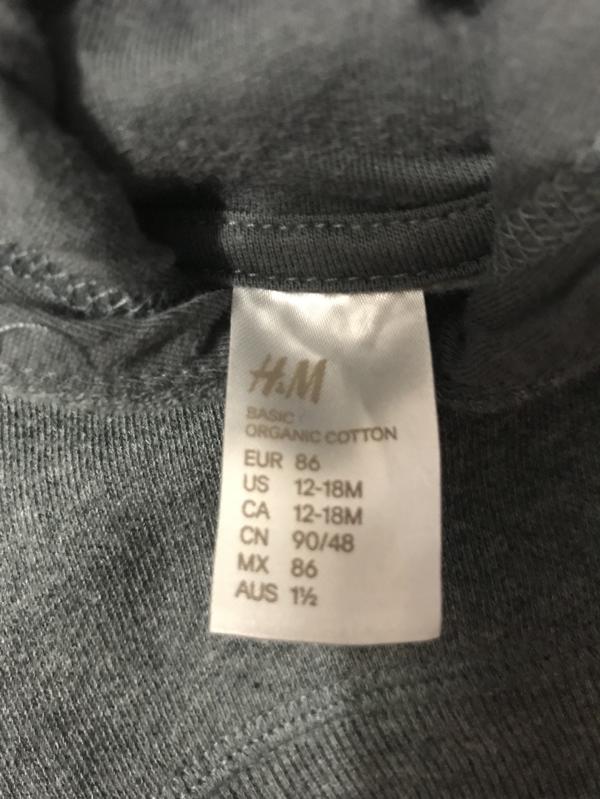 H&M
BASIC
ORGANIC COTTON
EUR 86
US 12-18M
CA 12-18M
CN 90/48
MX 86
AUS 1½